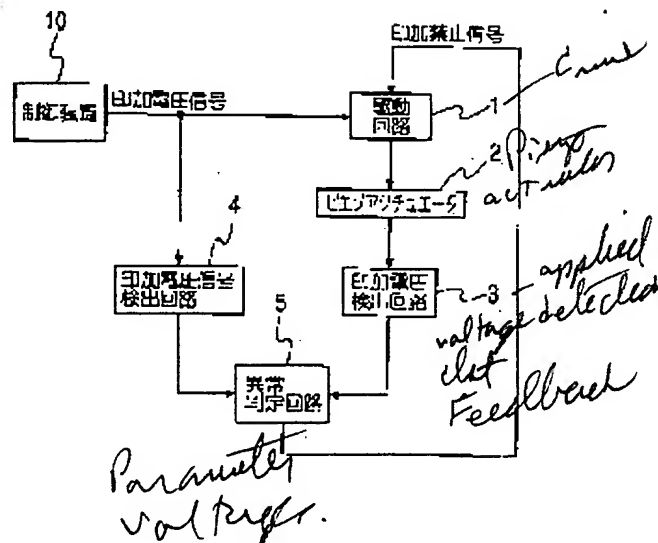 10
印加禁止信号
制御装置
印加電圧信号
駆動回路
1
2
Piezo
ピエゾアクチュエータ
4
印加電圧信号
検出回路
印加電圧
検出回路
3
applied
voltage detected
5
異常
判定回路
Feedback
Parameter
voltages.